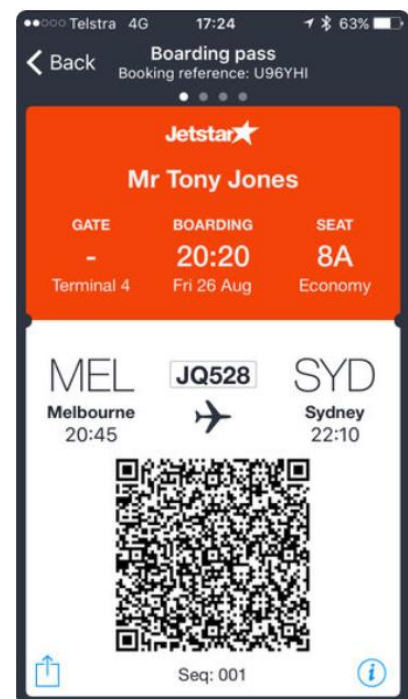 Telstra 4G 17:24 63%
Back Boarding pass
Booking reference: U96YHI
Jetstar
Mr Tony Jones
GATE BOARDING SEAT
- 20:20 8A
Terminal 4 Fri 26 Aug Economy
MEL JQ528 SYD
Melbourne Sydney
20:45 22:10
Seq: 001 i